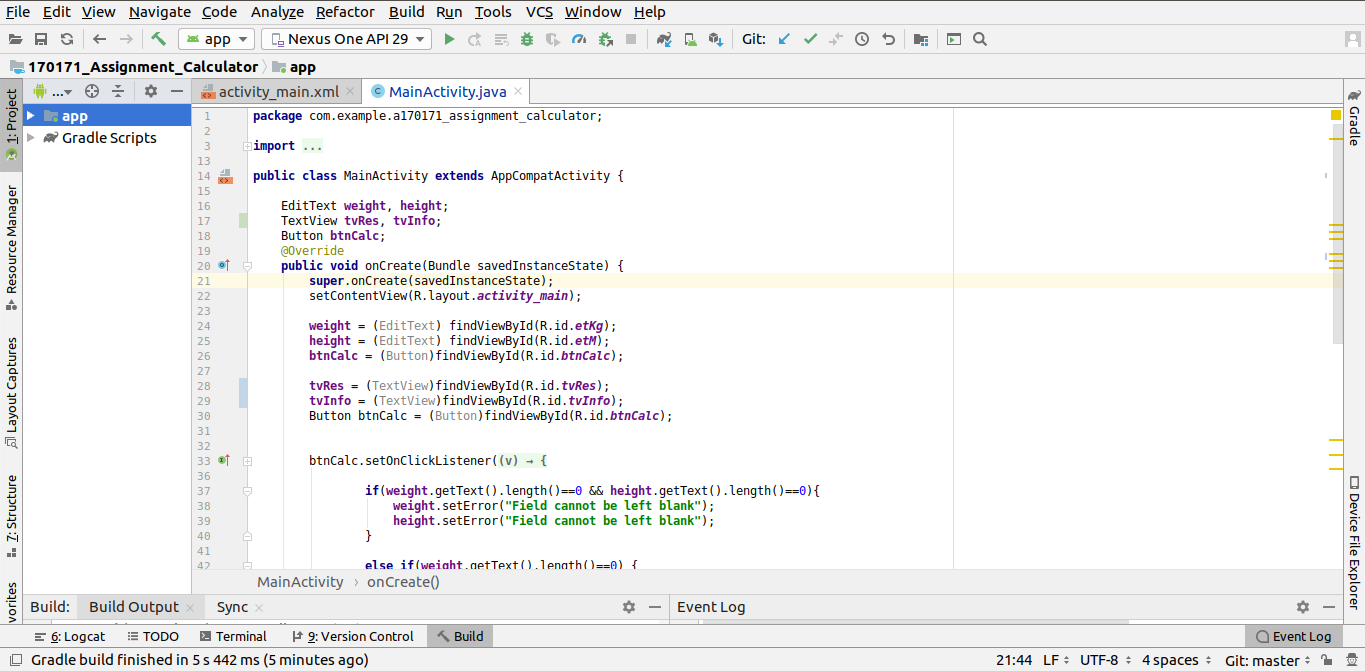 File Edit View Navigate Code Analyze Refactor Build Run Tools VCS Window Help
app Nexus One API 29 Git:
170171_Assignment_Calculator app
1: Project
Resource Manager
Layout Captures
7: Structure
... activity_main.xml MainActivity.java
app
Gradle Scripts
1 package com.example.a170171_assignment_calculator;
2
3 import ...
13
14 public class MainActivity extends AppCompatActivity {
15
16 EditText weight, height;
17 TextView tvRes, tvInfo;
18 Button btnCalc;
19 @Override
20 public void onCreate(Bundle savedInstanceState) {
21 super.onCreate(savedInstanceState);
22 setContentView(R.layout.activity_main);
23
24 weight = (EditText) findViewById(R.id.etKg);
25 height = (EditText) findViewById(R.id.etM);
26 btnCalc = (Button)findViewById(R.id.btnCalc);
27
28 tvRes = (TextView)findViewById(R.id.tvRes);
29 tvInfo = (TextView)findViewById(R.id.tvInfo);
30 Button btnCalc = (Button)findViewById(R.id.btnCalc);
31
32
33 btnCalc.setOnClickListener((v) → {
36
37 if(weight.getText().length()==0 && height.getText().length()==0){
38 weight.setError("Field cannot be left blank");
39 height.setError("Field cannot be left blank");
40 }
41
42 else if(weight.getText().length()==0) {
MainActivity › onCreate()
Gradle
Device File Explorer
Build: Build Output Sync Event Log
6: Logcat TODO Terminal 9: Version Control Build Event Log
Gradle build finished in 5 s 442 ms (5 minutes ago) 21:44 LF UTF-8 4 spaces Git: master